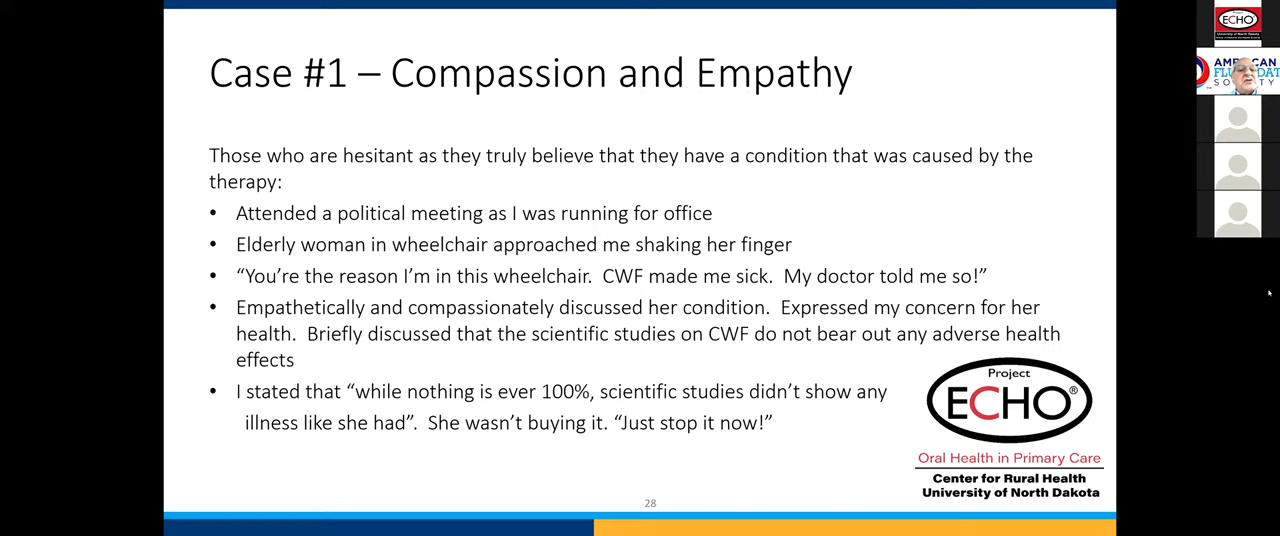 Case #1 – Compassion and Empathy
Those who are hesitant as they truly believe that they have a condition that was caused by the
therapy:
• Attended a political meeting as I was running for office
• Elderly woman in wheelchair approached me shaking her finger
• “You’re the reason I’m in this wheelchair.  CWF made me sick.  My doctor told me so!”
• Empathetically and compassionately discussed her condition.  Expressed my concern for her
health.  Briefly discussed that the scientific studies on CWF do not bear out any adverse health
effects
• I stated that “while nothing is ever 100%, scientific studies didn’t show any
illness like she had”.  She wasn’t buying it. “Just stop it now!”
Project
ECHO®
Oral Health in Primary Care
Center for Rural Health
University of North Dakota
28
Project
ECHO
University of North Dakota
AMERICAN